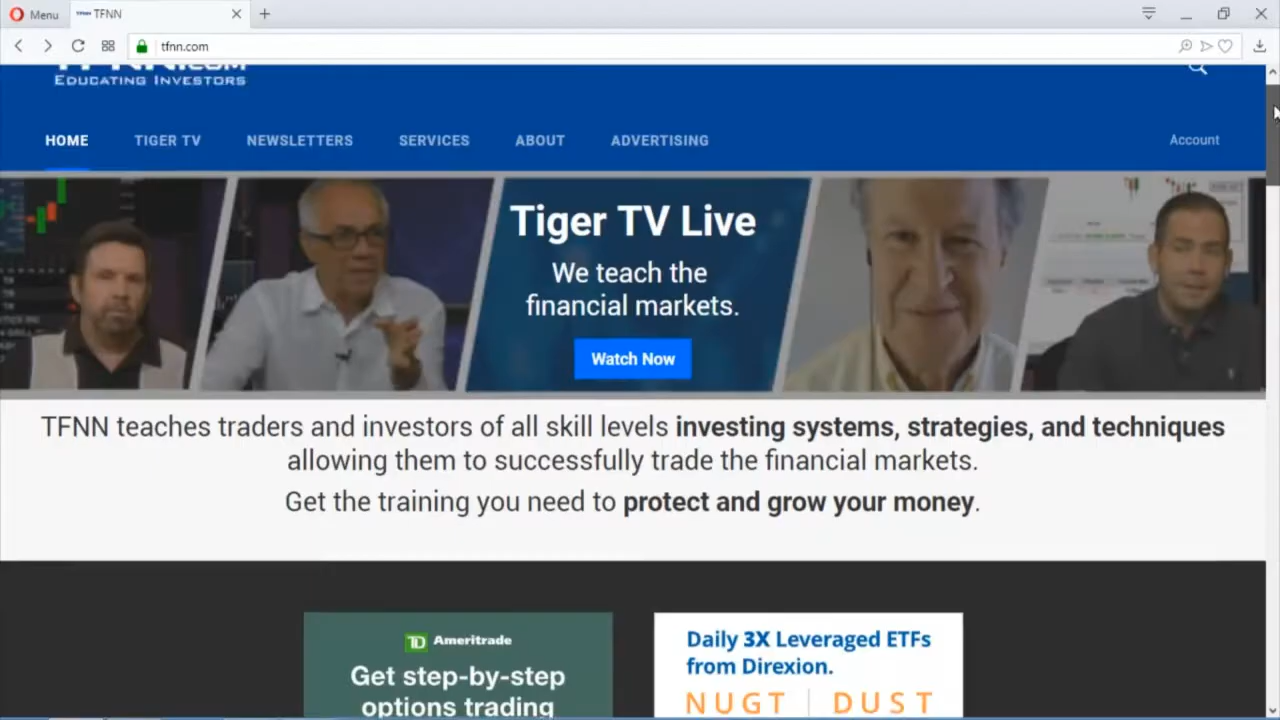 Menu
TFNN
tfnn.com
EDUCATING INVESTORS
HOME
TIGER TV
NEWSLETTERS
SERVICES
ABOUT
ADVERTISING
Account
Tiger TV Live
We teach the
financial markets.
Watch Now
TFNN teaches traders and investors of all skill levels investing systems, strategies, and techniques
allowing them to successfully trade the financial markets.
Get the training you need to protect and grow your money.
TD Ameritrade
Get step-by-step
options trading
Daily 3X Leveraged ETFs
from Direxion.
NUGT | DUST